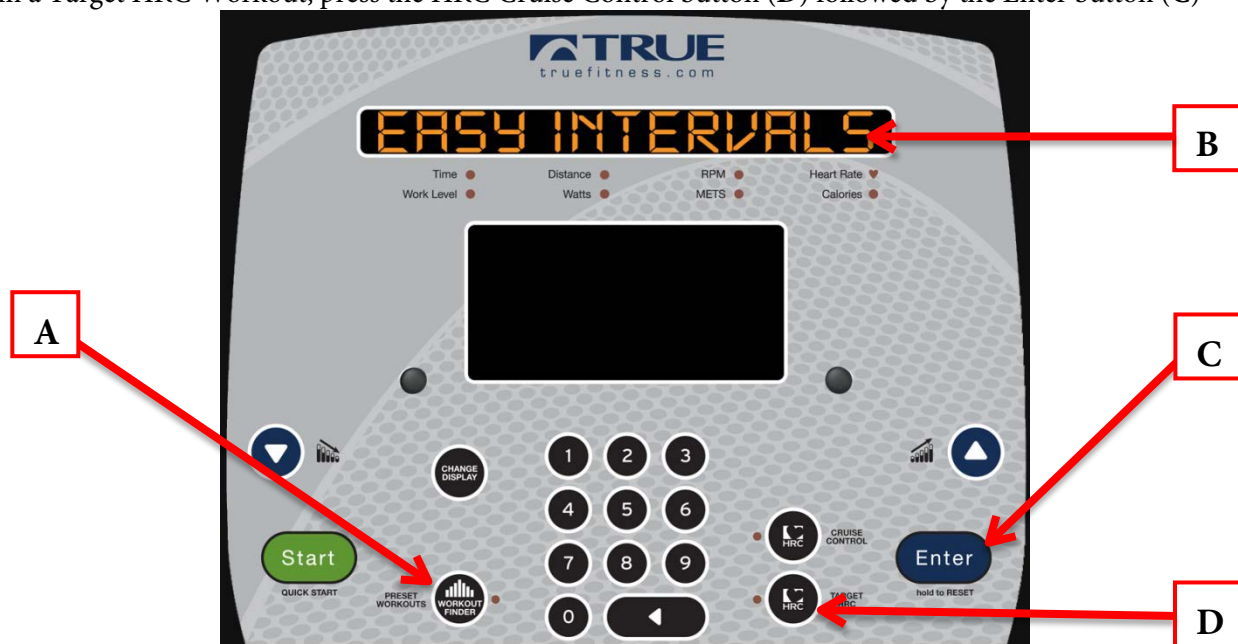 in a Target HRC Workout, press the HRC Cruise Control button (D) followed by the Enter button (C)
TRUE
truefitness.com
EASY INTERVALS
B
Time
Distance
RPM
Heart Rate
Work Level
Watts
METS
Calories
A
C
CHANGE
DISPLAY
1 2 3
4 5 6
HRC
CRUISE
CONTROL
Start
QUICK START
7 8 9
Enter
hold to RESET
PRESET
WORKOUTS
WORKOUT
FINDER
HRC
TARGET
HRC
0
D